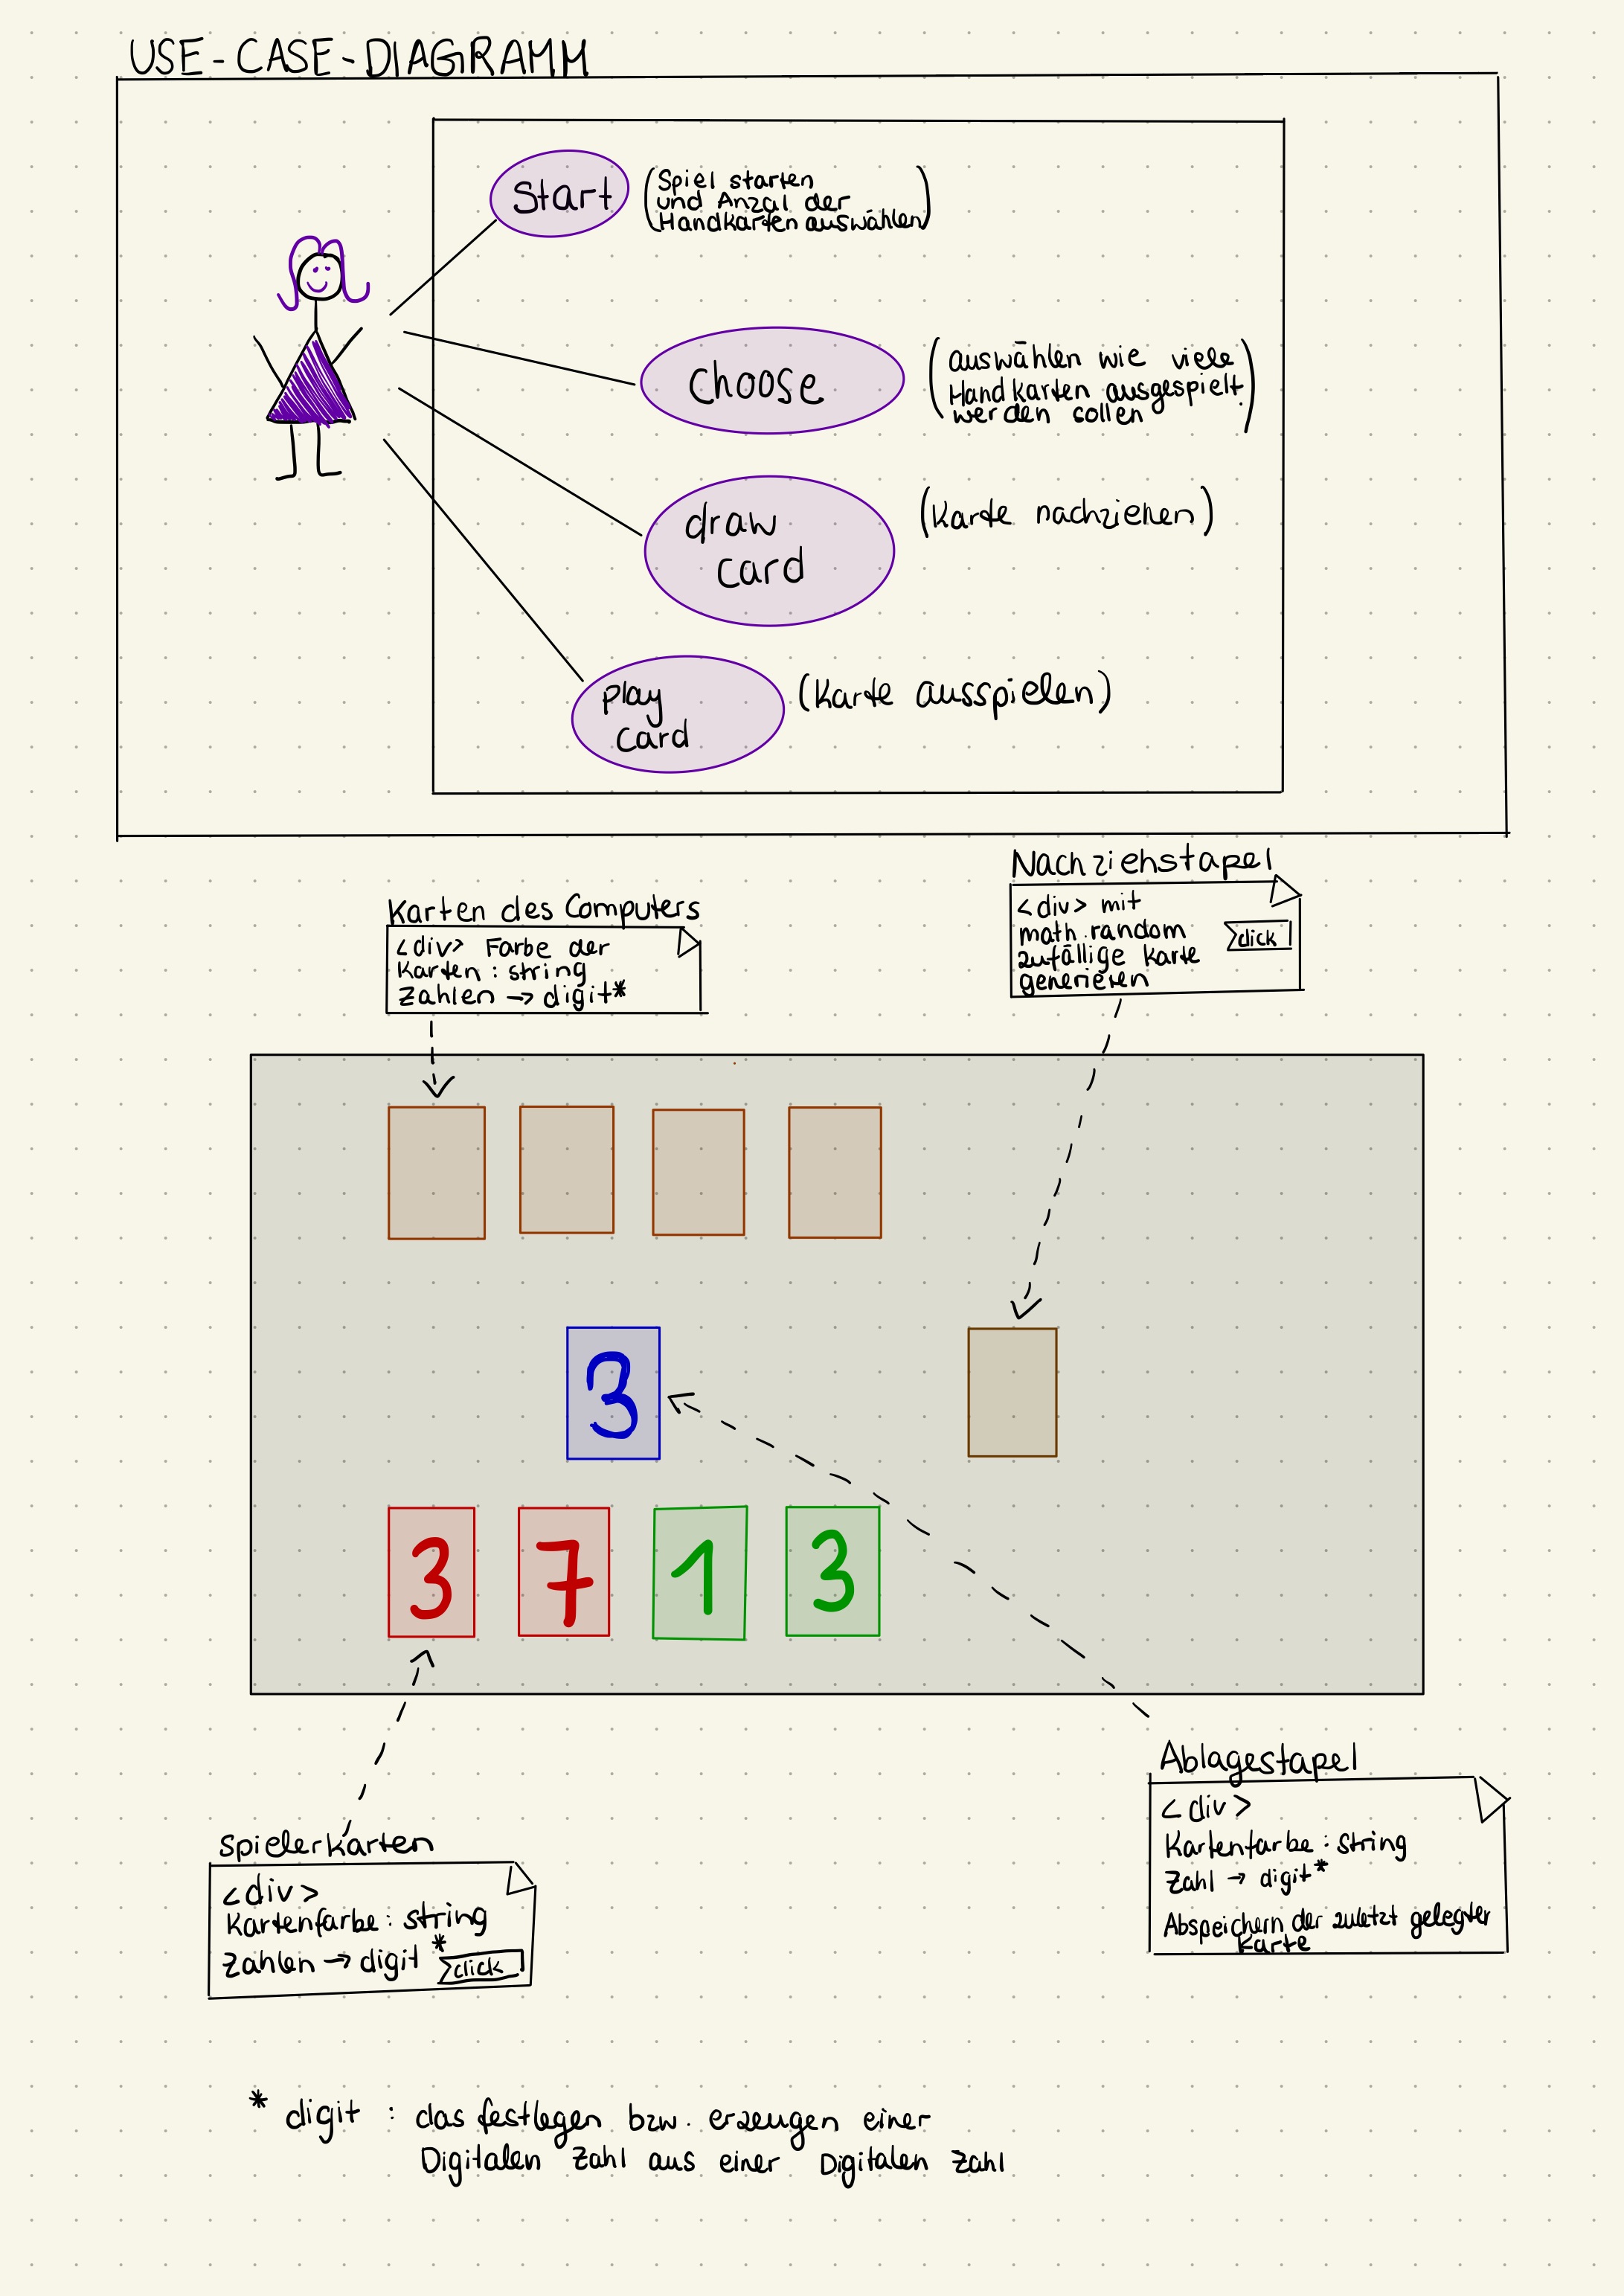 USE-CASE-DIAGRAMM
Start
(Spiel starten
und Anzal der
Handkarten auswählen)
choose
(auswählen wie viele
Handkarten ausgespielt
werden sollen)
draw
card
(Karte nachziehen)
play
card
(Karte ausspielen)
Karten des Computers
<div> Farbe der
Karten : string
Zahlen → digit*
Nachziehstapel
<div> mit
math.random
zufällige Karte
generieren
click
3
3
7
1
3
Spielerkarten
<div>
Kartenfarbe : string
Zahlen → digit*
click
Ablagestapel
<div>
Kartenfarbe : string
Zahl → digit*
Abspeichern der zuletzt gelegter
Karte
* digit : das festlegen bzw. erzeugen einer
Digitalen Zahl aus einer Digitalen Zahl